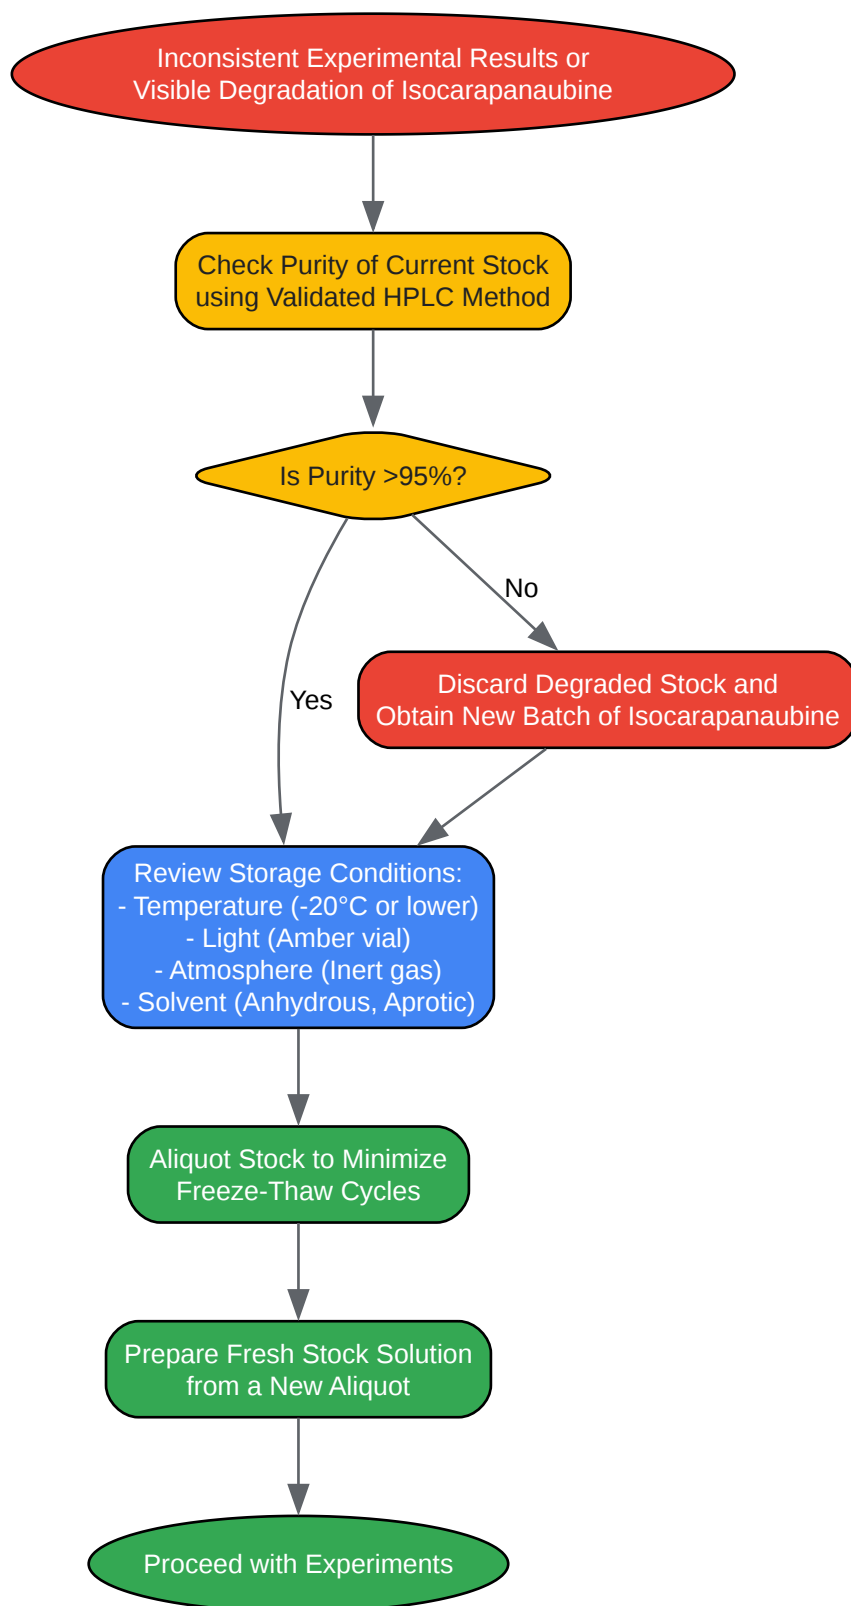 Inconsistent Experimental Results or
Visible Degradation of Isocarapanaubine
Check Purity of Current Stock
using Validated HPLC Method
Is Purity >95%?
No
Yes
Discard Degraded Stock and
Obtain New Batch of Isocarapanaubine
Review Storage Conditions:
- Temperature (-20°C or lower)
- Light (Amber vial)
- Atmosphere (Inert gas)
- Solvent (Anhydrous, Aprotic)
Aliquot Stock to Minimize
Freeze-Thaw Cycles
Prepare Fresh Stock Solution
from a New Aliquot
Proceed with Experiments